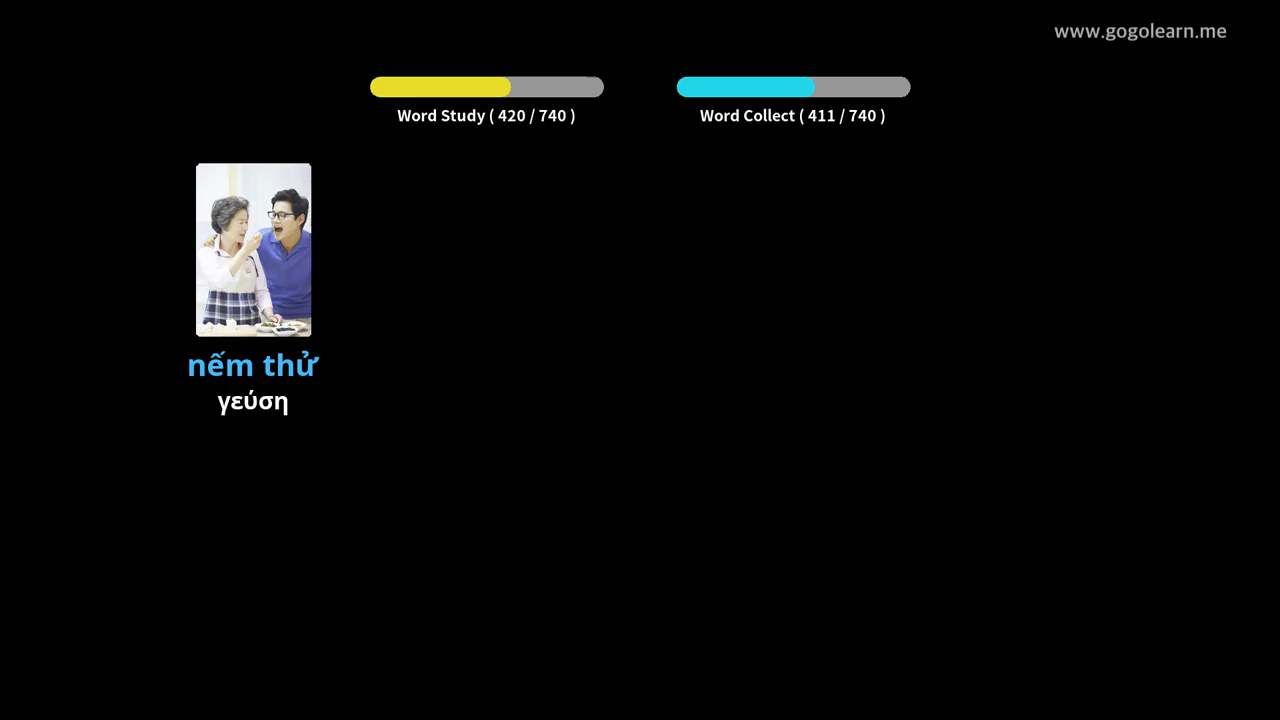 www.gogolearn.me
Word Study ( 420 / 740 )
Word Collect ( 411 / 740 )
nếm thử
γεύση